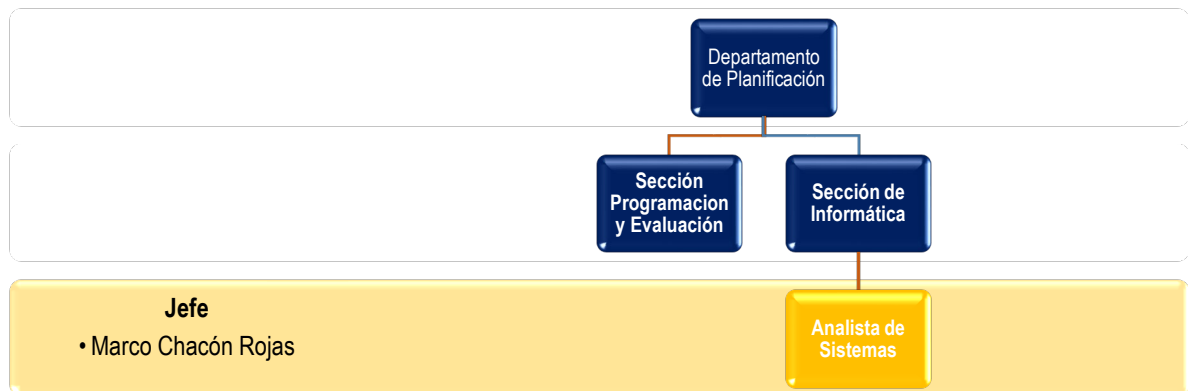 Departamento
de Planificación
Sección
Programacion
y Evaluación
Sección de
Informática
Jefe
• Marco Chacón Rojas
Analista de
Sistemas